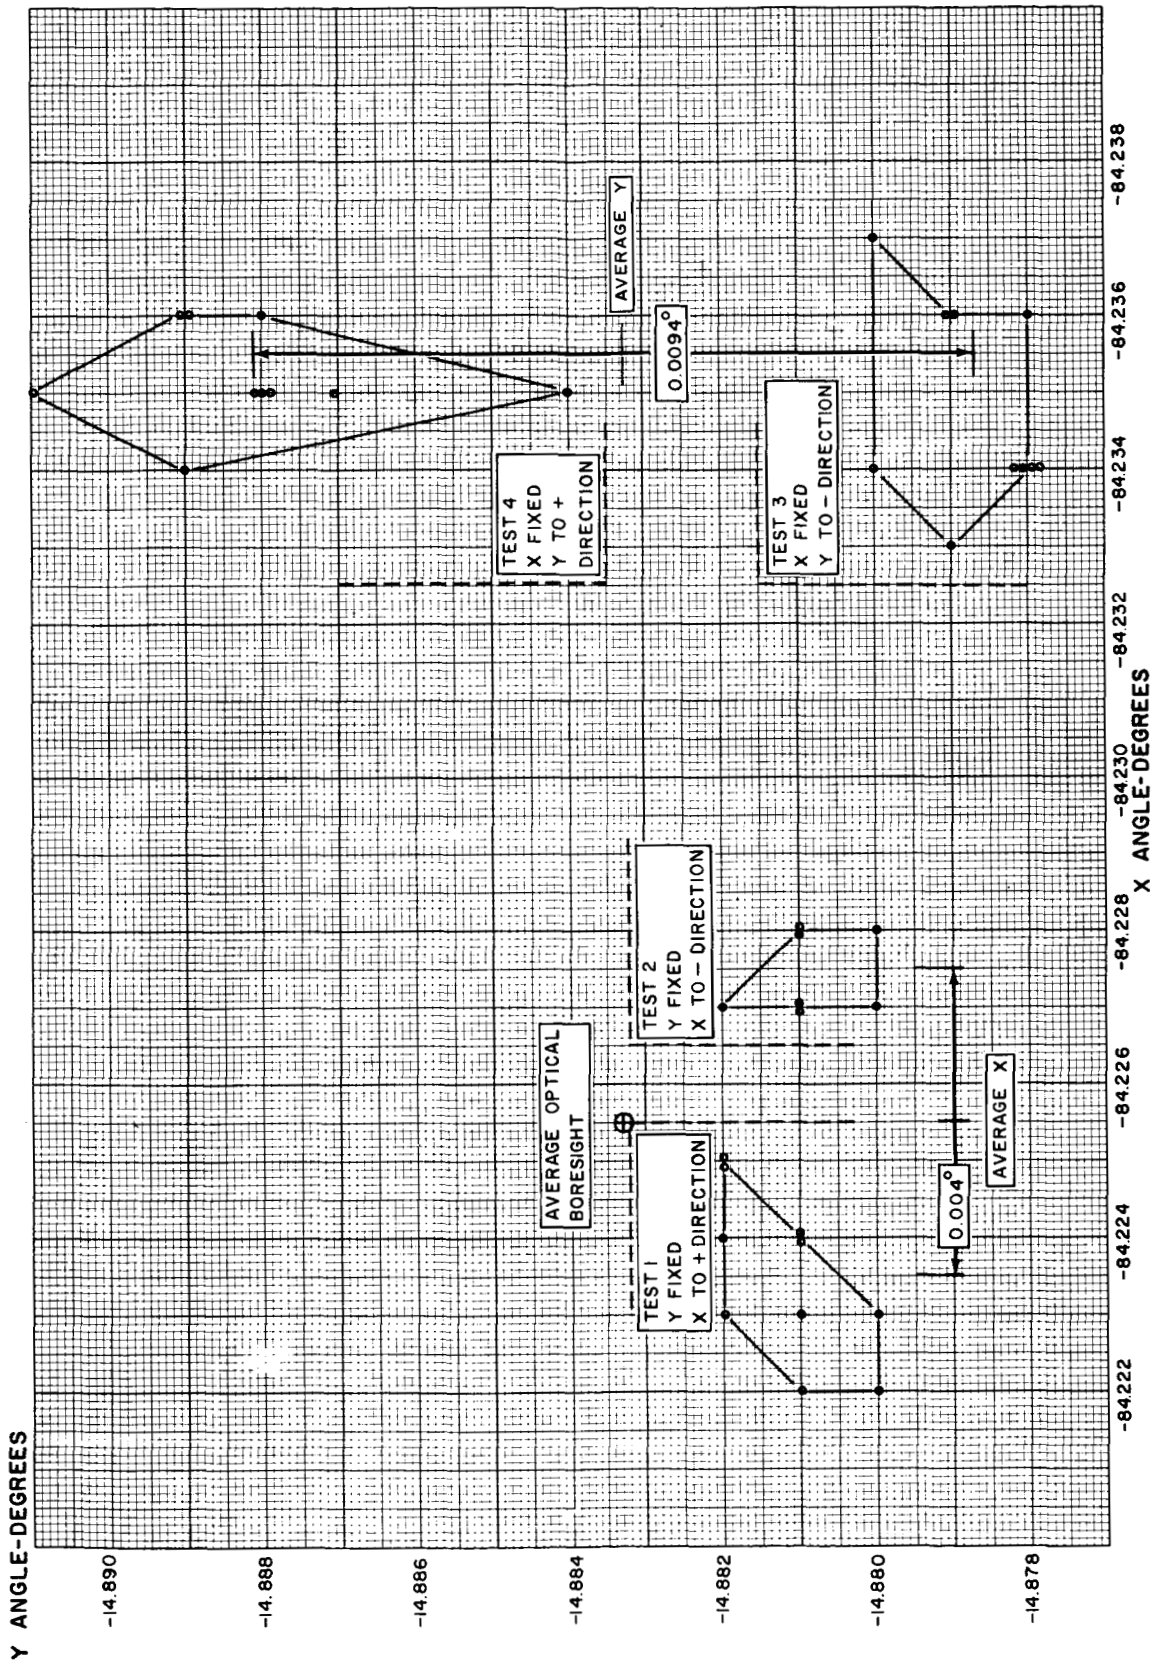 Y ANGLE-DEGREES
-14.890
-14.888
-14.886
-14.884
-14.882
-14.880
-14.878
TEST 4
X FIXED
Y TO +
DIRECTION
AVERAGE Y
0.0094°
TEST 3
X FIXED
Y TO - DIRECTION
AVERAGE OPTICAL
BORESIGHT
TEST 1
Y FIXED
X TO + DIRECTION
TEST 2
Y FIXED
X TO - DIRECTION
0.004°
AVERAGE X
-84.222
-84.224
-84.226
-84.228
-84.230
-84.232
-84.234
-84.236
-84.238
X ANGLE-DEGREES